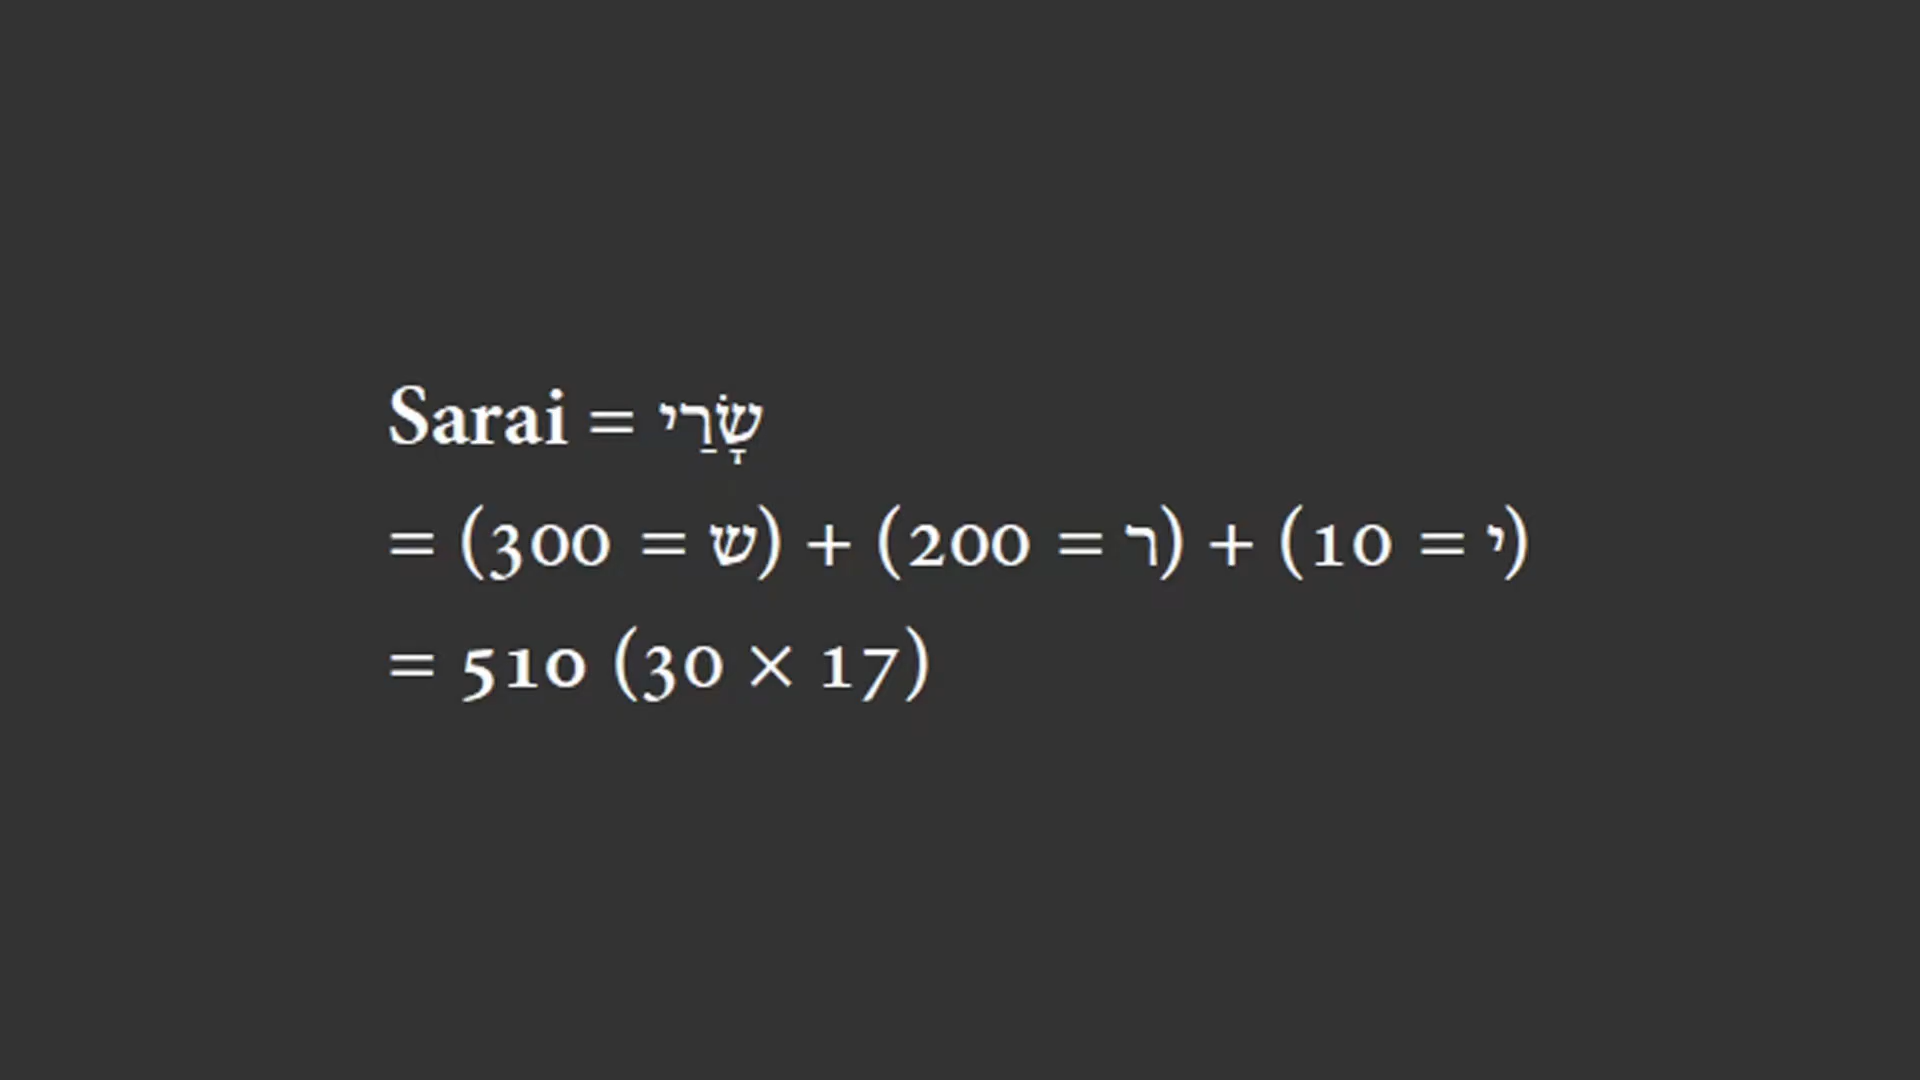 Sarai = שָׂרַי
= (300 = ש) + (200 = ר) + (10 = י)
= 510 (30 × 17)